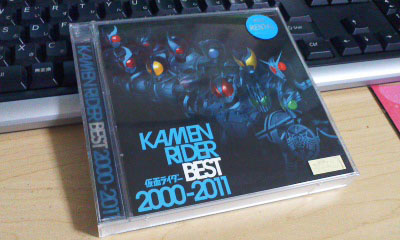 KAMEN RIDER BEST 2000-2011
KAMEN
RIDER
仮面ライダー BEST
2000-2011